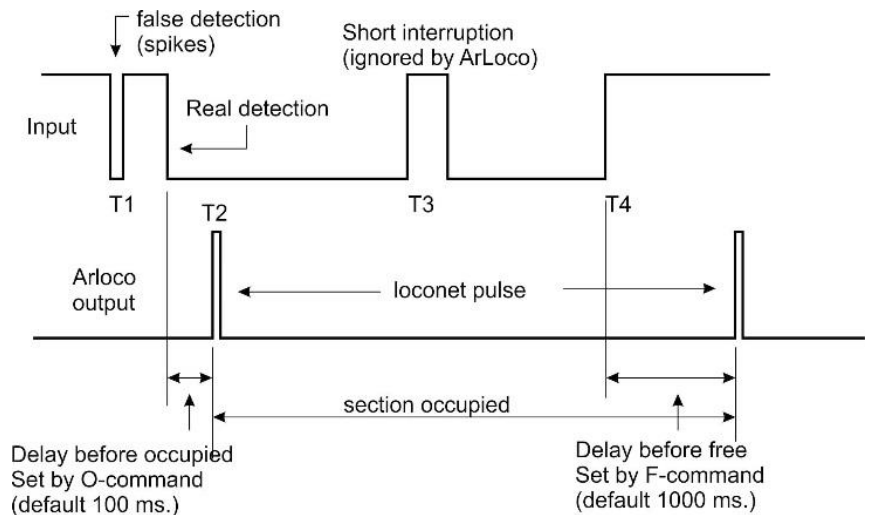 false detection
(spikes)
Short interruption
(ignored by ArLoco)
Real detection
Input
T1
T2
T3
T4
Arloco
output
loconet pulse
section occupied
Delay before occupied
Set by O-command
(default 100 ms.)
Delay before free
Set by F-command
(default 1000 ms.)